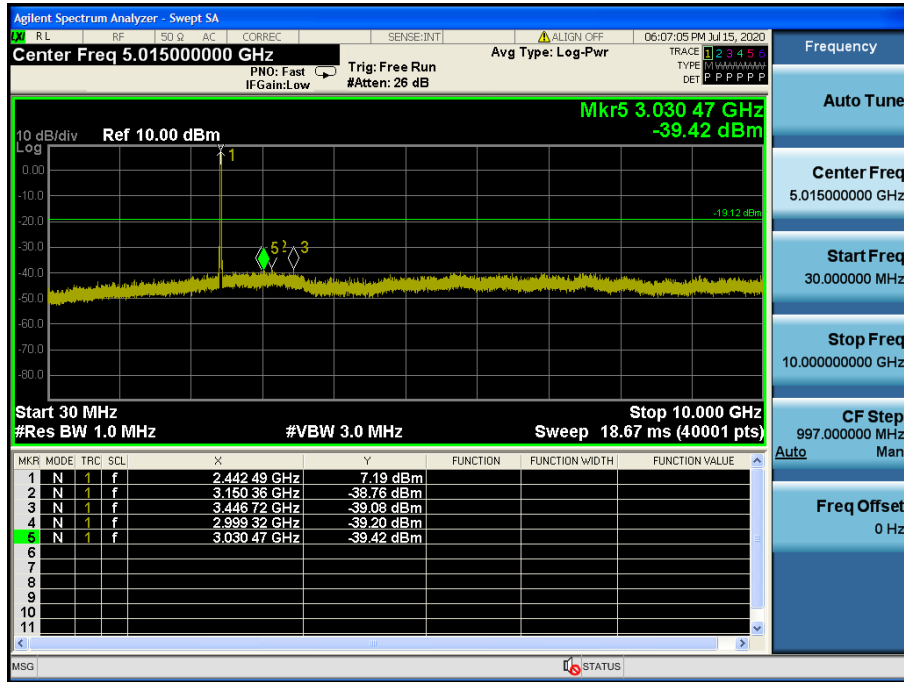 Agilent Spectrum Analyzer - Swept SA
LXI RL RF 50 Ω AC CORREC SENSE:INT ALIGN OFF 06:07:05 PM Jul 15, 2020
Center Freq 5.015000000 GHz
PNO: Fast
IFGain:Low
Trig: Free Run
#Atten: 26 dB
Avg Type: Log-Pwr
TRACE 1 2 3 4 5 6
TYPE M WWWWW
DET P P P P P P
Mkr5 3.030 47 GHz
-39.42 dBm
10 dB/div Ref 10.00 dBm
Log
0.00
-10.0
-20.0
-30.0
-40.0
-50.0
-60.0
-70.0
-80.0
1
5 2 3
-19.12 dBm
Start 30 MHz Stop 10.000 GHz
#Res BW 1.0 MHz #VBW 3.0 MHz Sweep 18.67 ms (40001 pts)
MKR MODE TRC SCL X Y FUNCTION FUNCTION WIDTH FUNCTION VALUE
1 N 1 f 2.442 49 GHz 7.19 dBm
2 N 1 f 3.150 36 GHz -38.76 dBm
3 N 1 f 3.446 72 GHz -39.08 dBm
4 N 1 f 2.999 32 GHz -39.20 dBm
5 N 1 f 3.030 47 GHz -39.42 dBm
6
7
8
9
10
11
MSG STATUS
Frequency
Auto Tune
Center Freq
5.015000000 GHz
Start Freq
30.000000 MHz
Stop Freq
10.000000000 GHz
CF Step
997.000000 MHz
Auto Man
Freq Offset
0 Hz